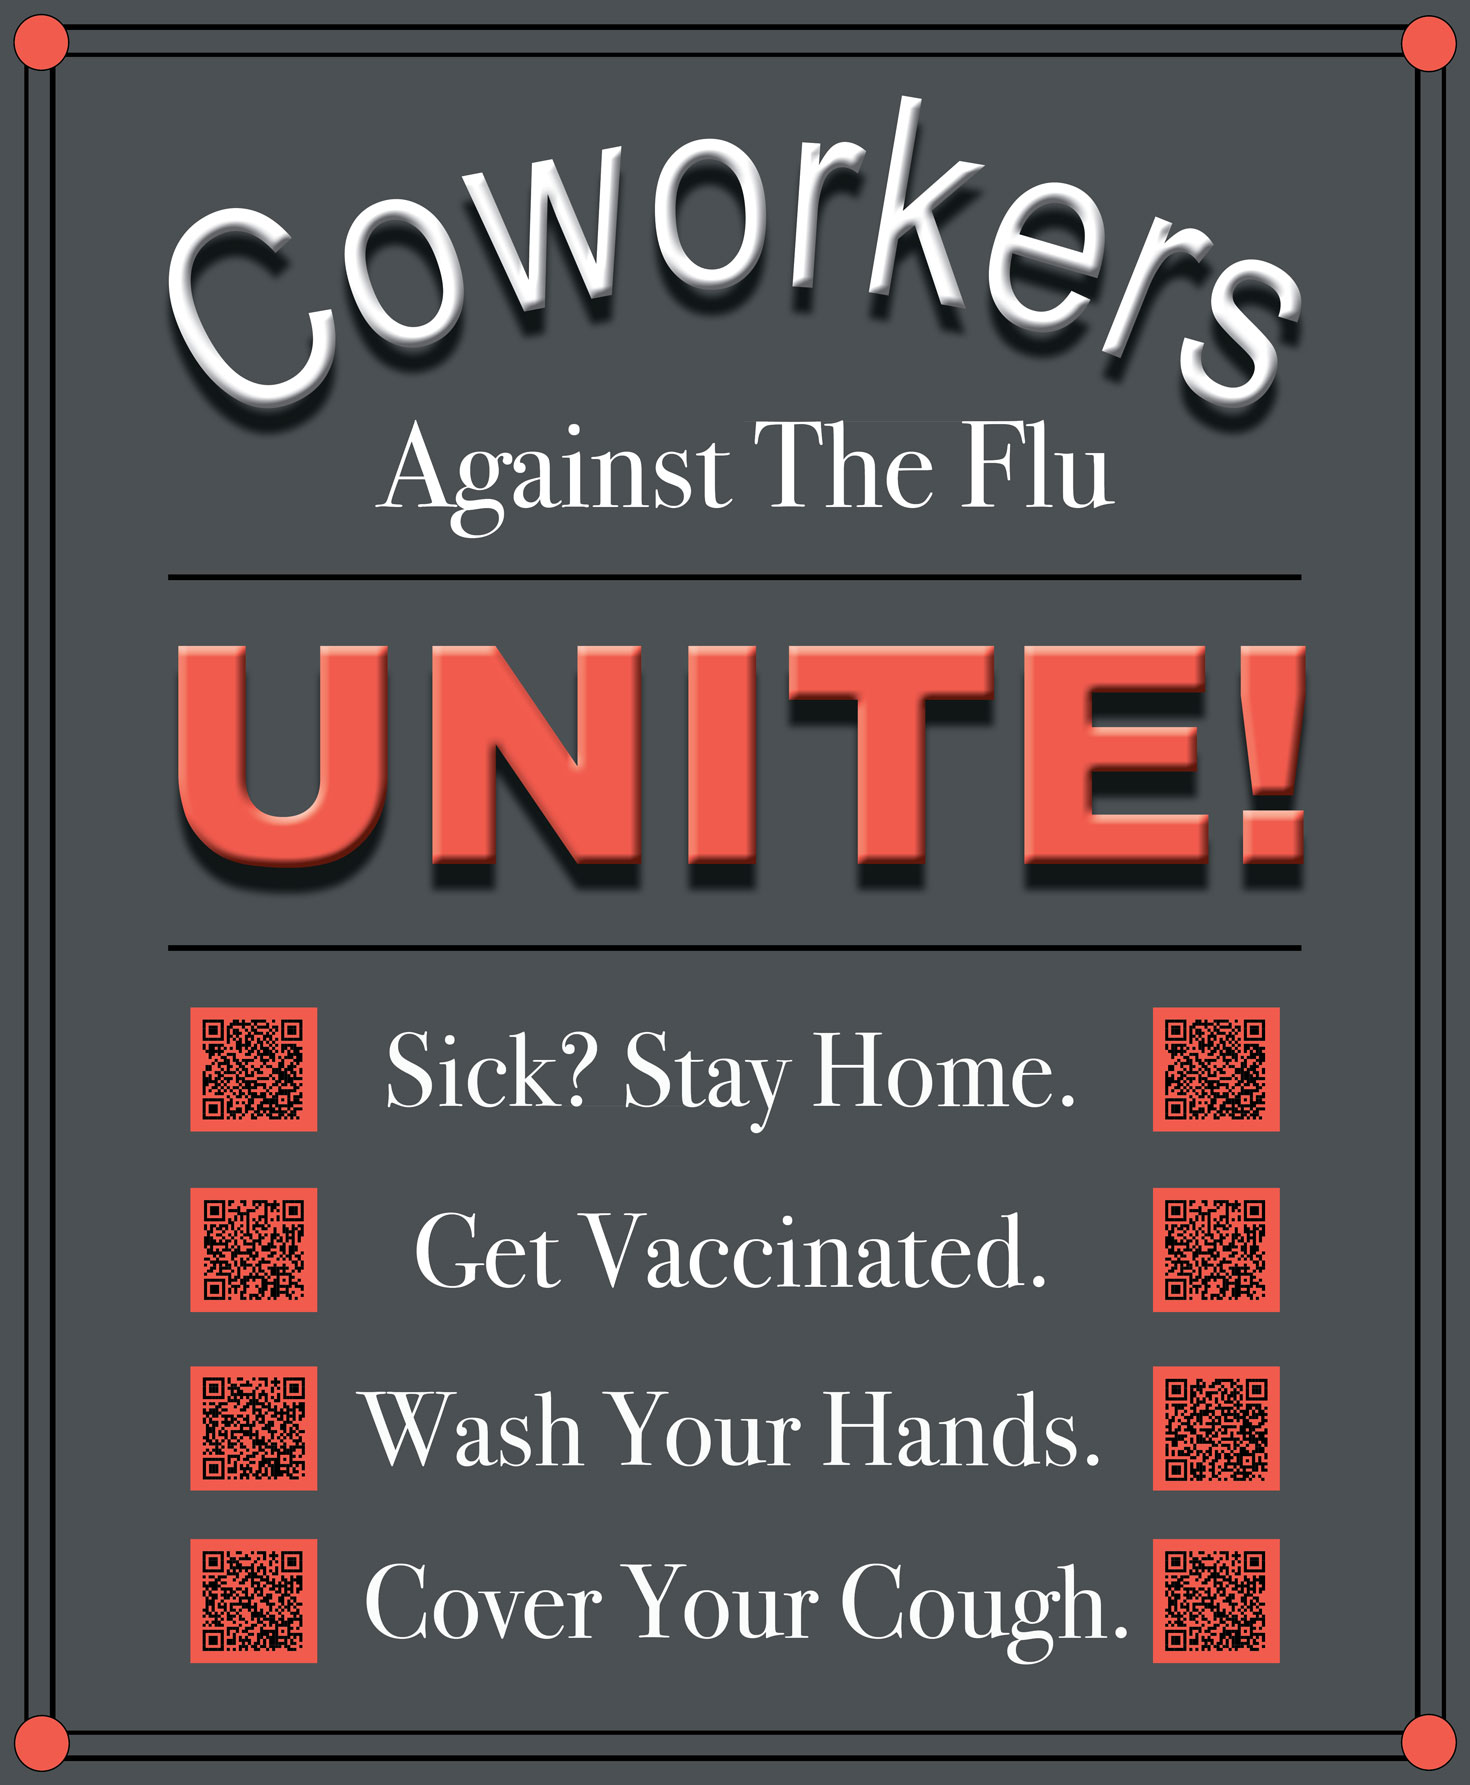 Coworkers
Against The Flu
UNITE!
Sick? Stay Home.
Get Vaccinated.
Wash Your Hands.
Cover Your Cough.